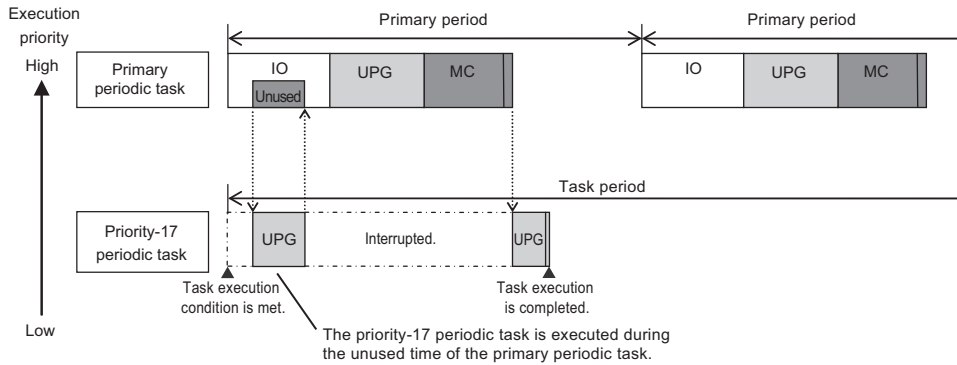 Execution
priority
High
Primary period
Primary period
Primary
periodic task
IO
Unused
UPG
MC
IO
UPG
MC
Task period
Priority-17
periodic task
UPG
Interrupted.
UPG
Task execution
condition is met.
Task execution
is completed.
Low
The priority-17 periodic task is executed during
the unused time of the primary periodic task.